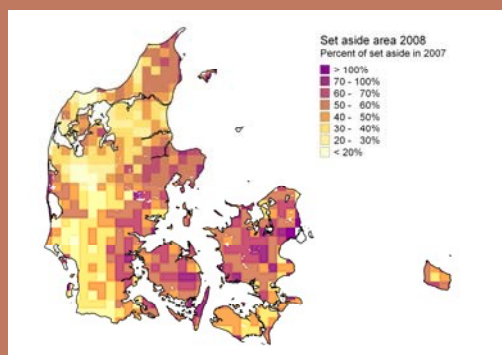 Set aside area 2008
Percent of set aside in 2007
> 100%
70 - 100%
60 - 70%
50 - 60%
40 - 50%
30 - 40%
20 - 30%
< 20%